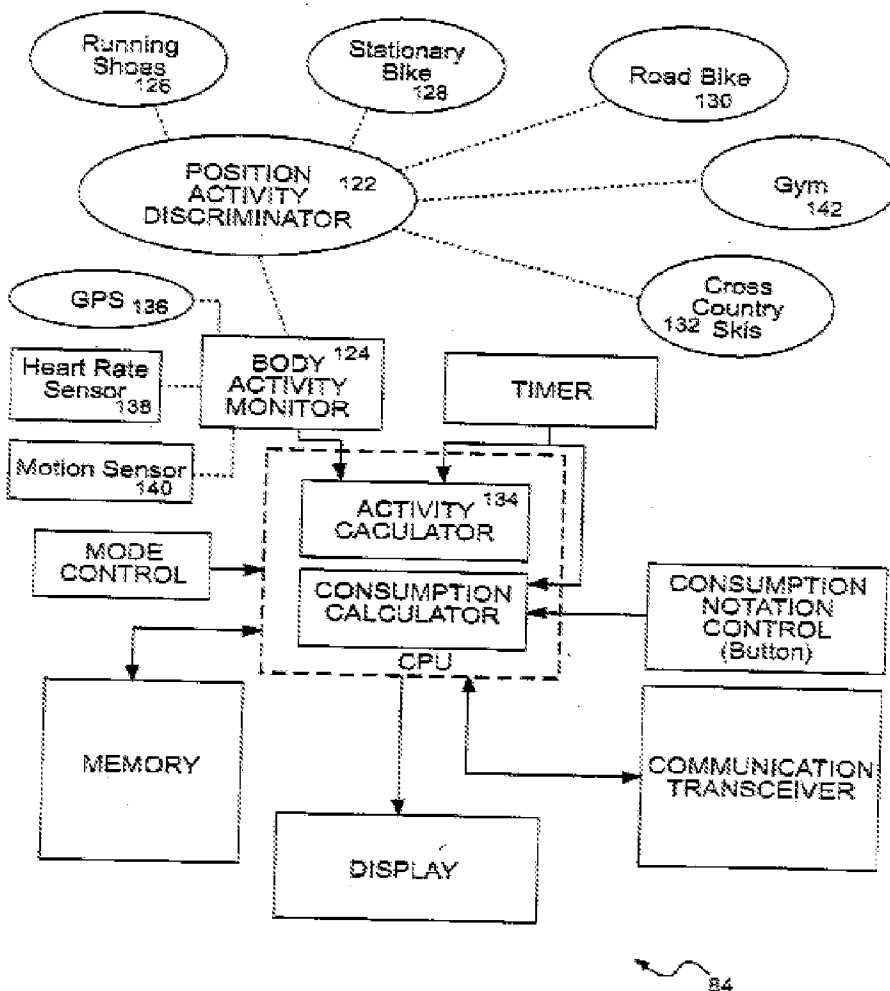 Running
Shoes
126
Stationary
Bike
128
Road Bike
130
POSITION
ACTIVITY
DISCRIMINATOR
122
Gym
142
GPS 136
Cross
Country
Skis
132
Heart Rate
Sensor
138
BODY
ACTIVITY
MONITOR
124
TIMER
Motion Sensor
140
ACTIVITY
CACULATOR
134
MODE
CONTROL
CONSUMPTION
CALCULATOR
CPU
CONSUMPTION
NOTATION
CONTROL
(Button)
MEMORY
COMMUNICATION
TRANSCEIVER
DISPLAY
84